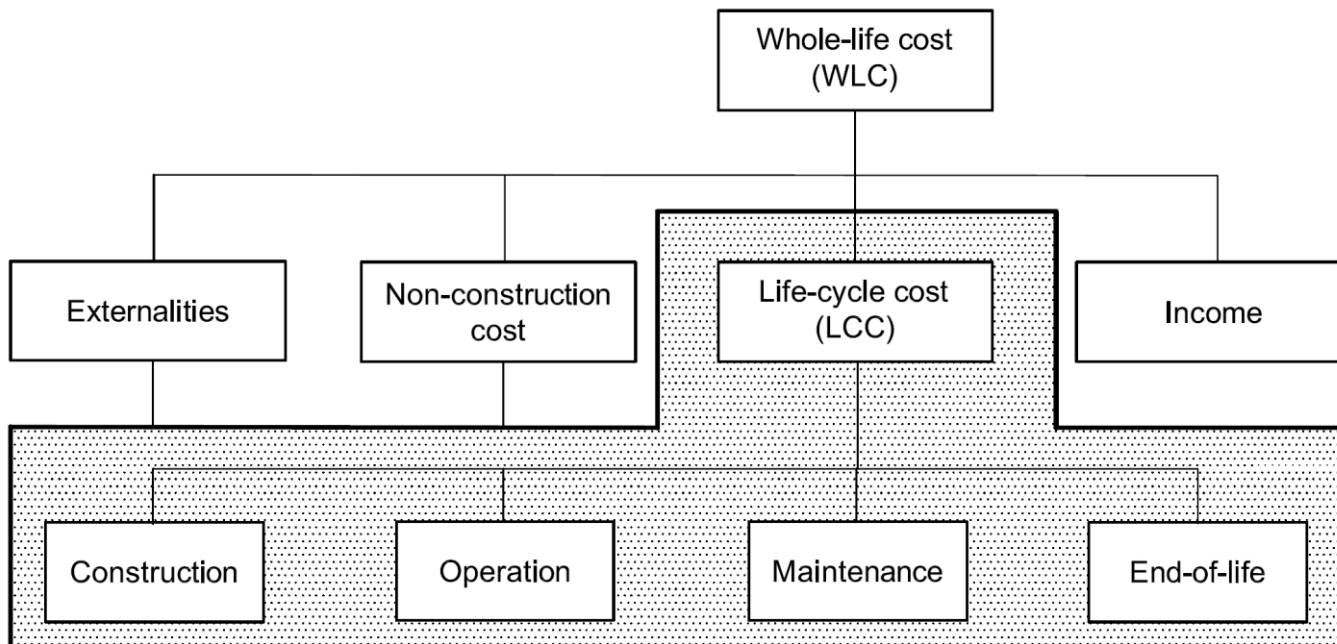 Whole-life cost
(WLC)
Externalities
Non-construction
cost
Life-cycle cost
(LCC)
Income
Construction
Operation
Maintenance
End-of-life